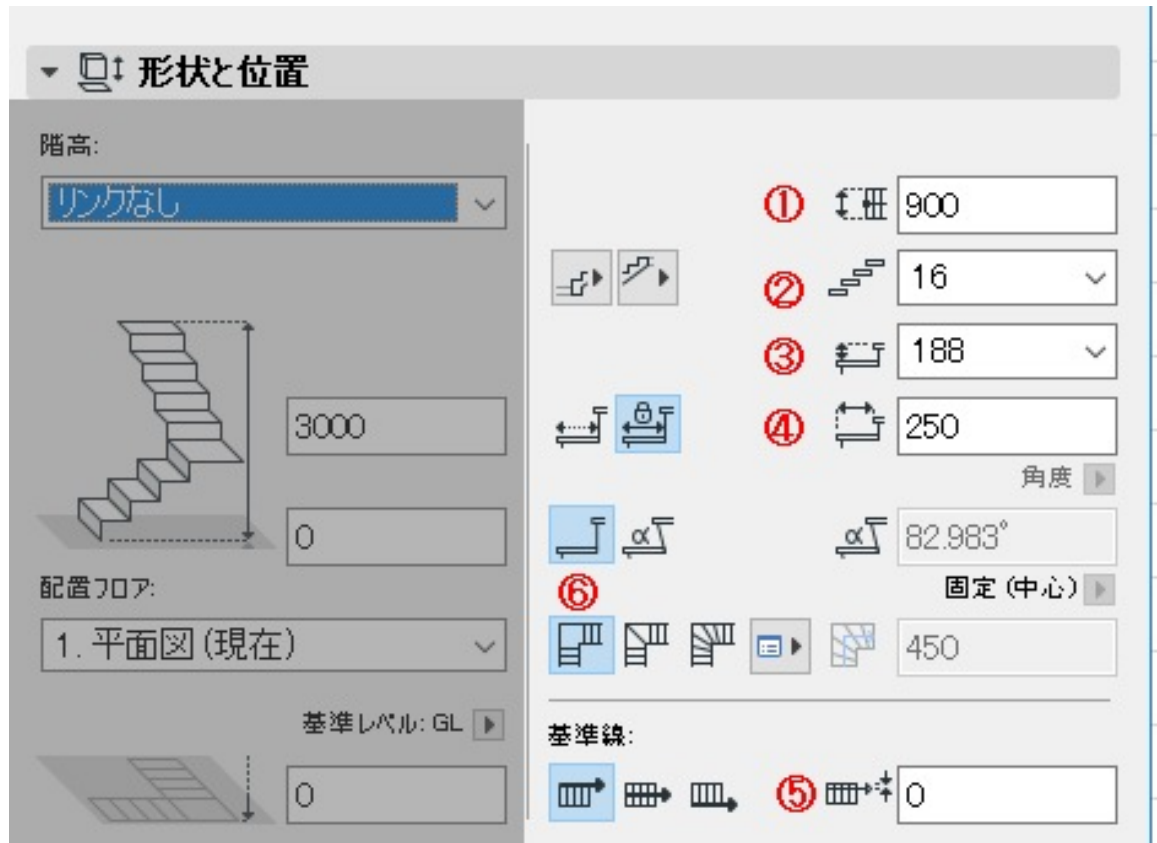 形状と位置
階高:
リンクなし
① 900
② 16
③ 188
3000
④ 250
角度
0
α α 82.983°
配置フロア:
⑥ 固定 (中心)
1. 平面図 (現在)
450
基準レベル: GL
基準線:
0
⑤ 0